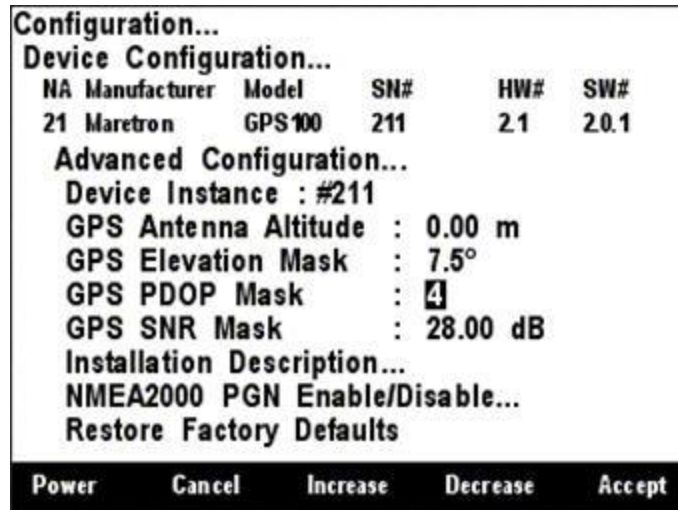 Configuration...
Device Configuration...
NA Manufacturer Model SN# HW# SW#
21 Maretron GPS100 211 2.1 2.0.1
Advanced Configuration...
Device Instance : #211
GPS Antenna Altitude : 0.00 m
GPS Elevation Mask : 7.5°
GPS PDOP Mask : 4
GPS SNR Mask : 28.00 dB
Installation Description...
NMEA2000 PGN Enable/Disable...
Restore Factory Defaults
Power Cancel Increase Decrease Accept